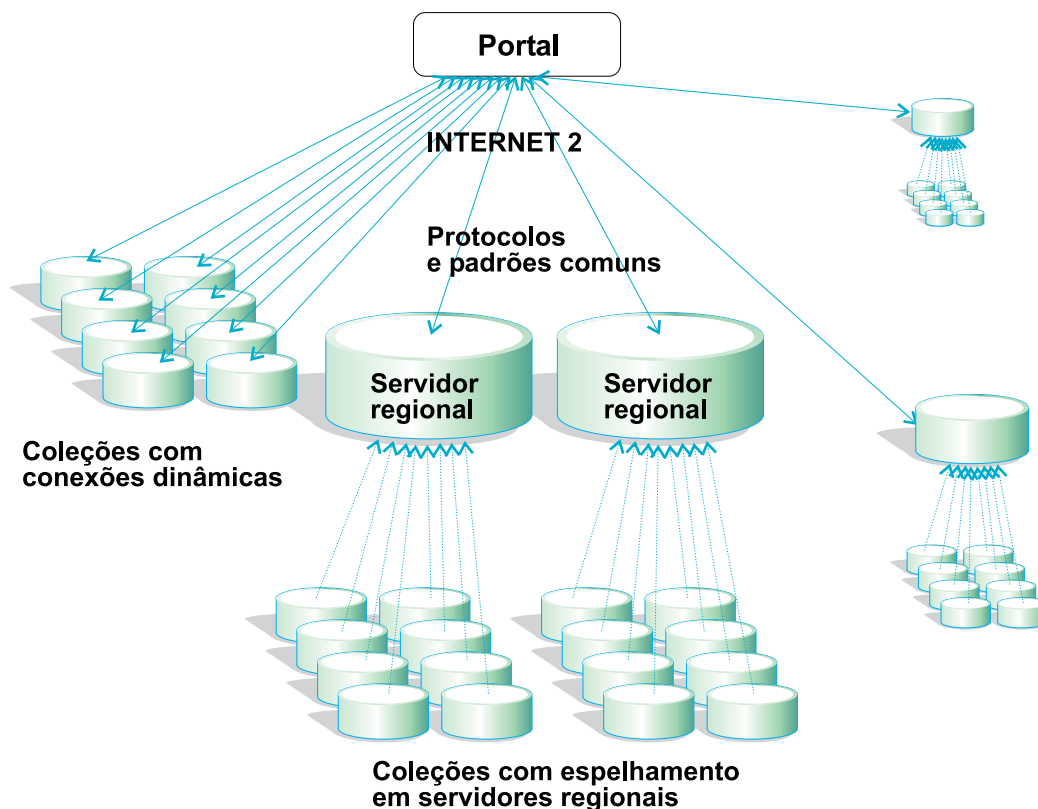 Portal
INTERNET 2
Protocolos
e padrões comuns
Servidor
regional
Servidor
regional
Coleções com
conexões dinâmicas
Coleções com espelhamento
em servidores regionais